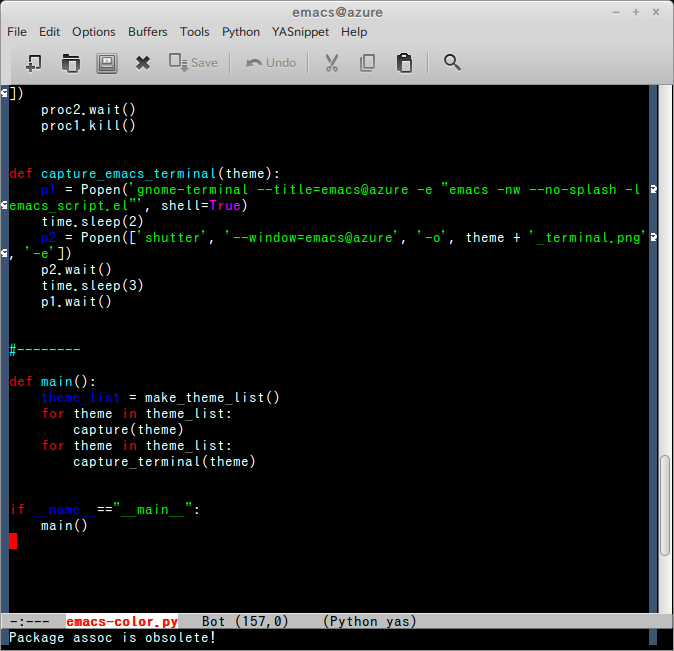 emacs@azure
File Edit Options Buffers Tools Python YASnippet Help
Save Undo
])
    proc2.wait()
    proc1.kill()
def capture_emacs_terminal(theme):
    p1 = Popen('gnome-terminal --title=emacs@azure -e "emacs -nw --no-splash -l
emacs_script.el"', shell=True)
    time.sleep(2)
    p2 = Popen(['shutter', '--window=emacs@azure', '-o', theme + '_terminal.png'
, '-e'])
    p2.wait()
    time.sleep(3)
    p1.wait()
#--------
def main():
    theme_list = make_theme_list()
    for theme in theme_list:
        capture(theme)
    for theme in theme_list:
        capture_terminal(theme)
if __nome__=="__main__":
    main()
-:--- emacs-color.py Bot (157,0) (Python yas)
Package assoc is obsolete!